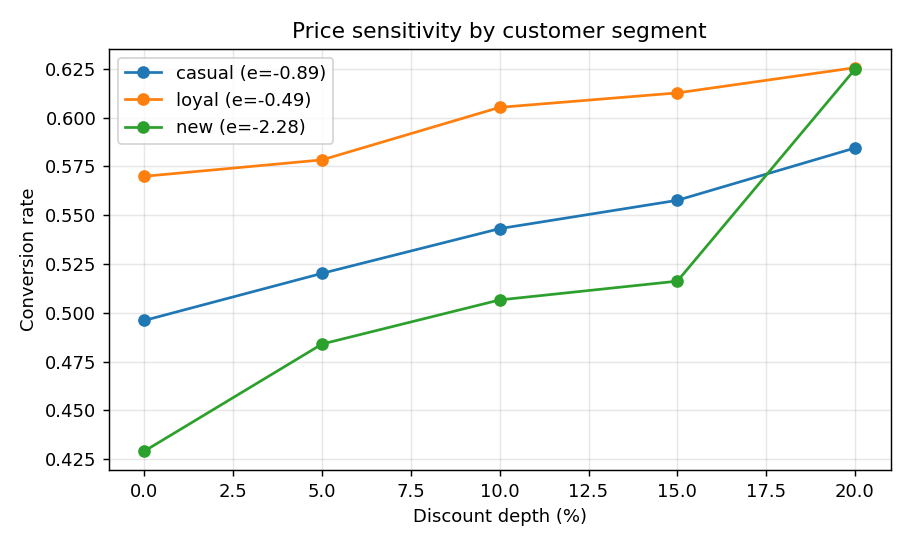 Price sensitivity by customer segment
casual (e=-0.89)
loyal (e=-0.49)
new (e=-2.28)
Conversion rate
0.625
0.600
0.575
0.550
0.525
0.500
0.475
0.450
0.425
0.0 2.5 5.0 7.5 10.0 12.5 15.0 17.5 20.0
Discount depth (%)